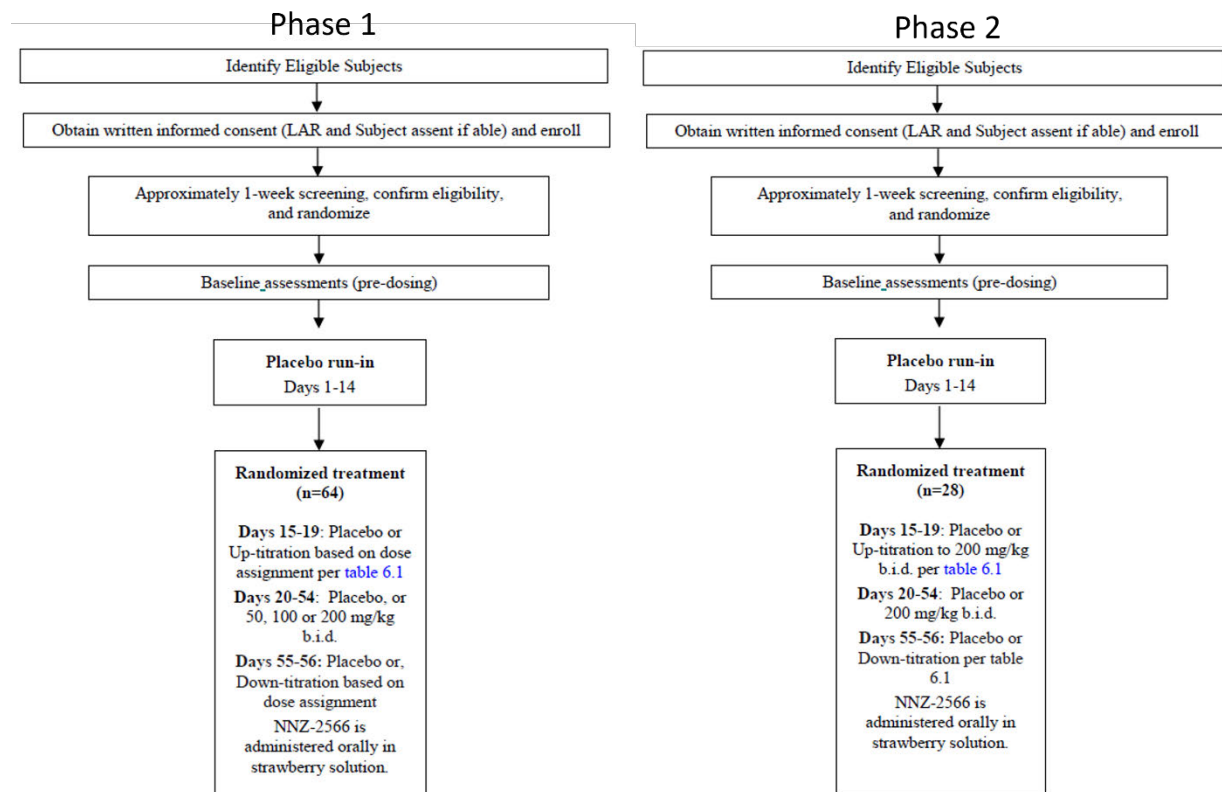 Phase 1
Identify Eligible Subjects
Obtain written informed consent (LAR and Subject assent if able) and enroll
Approximately 1-week screening, confirm eligibility,
and randomize
Baseline assessments (pre-dosing)
Placebo run-in
Days 1-14
Randomized treatment
(n=64)
Days 15-19: Placebo or
Up-titration based on dose
assignment per table 6.1
Days 20-54: Placebo, or
50, 100 or 200 mg/kg
b.i.d.
Days 55-56: Placebo or,
Down-titration based on
dose assignment
NNZ-2566 is
administered orally in
strawberry solution.
Phase 2
Identify Eligible Subjects
Obtain written informed consent (LAR and Subject assent if able) and enroll
Approximately 1-week screening, confirm eligibility,
and randomize
Baseline assessments (pre-dosing)
Placebo run-in
Days 1-14
Randomized treatment
(n=28)
Days 15-19: Placebo or
Up-titration to 200 mg/kg
b.i.d. per table 6.1
Days 20-54: Placebo or
200 mg/kg b.i.d.
Days 55-56: Placebo or
Down-titration per table
6.1
NNZ-2566 is
administered orally in
strawberry solution.